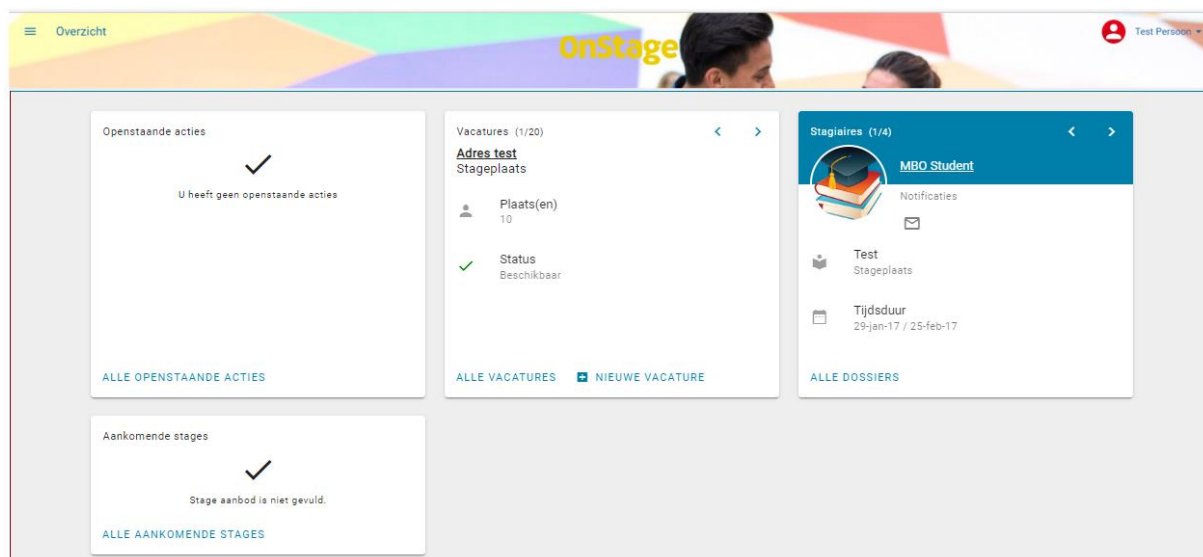 Overzicht
OnStage
Test Persoon
Openstaande acties
U heeft geen openstaande acties
ALLE OPENSTAANDE ACTIES
Vacatures (1/20)
Adres test
Stageplaats
Plaats(en)
10
Status
Beschikbaar
ALLE VACATURES
NIEUWE VACATURE
Stagiaires (1/4)
MBO Student
Notificaties
Test
Stageplaats
Tijdsduur
29-jan-17 / 25-feb-17
ALLE DOSSIERS
Aankomende stages
Stage aanbod is niet gevuld.
ALLE AANKOMENDE STAGES